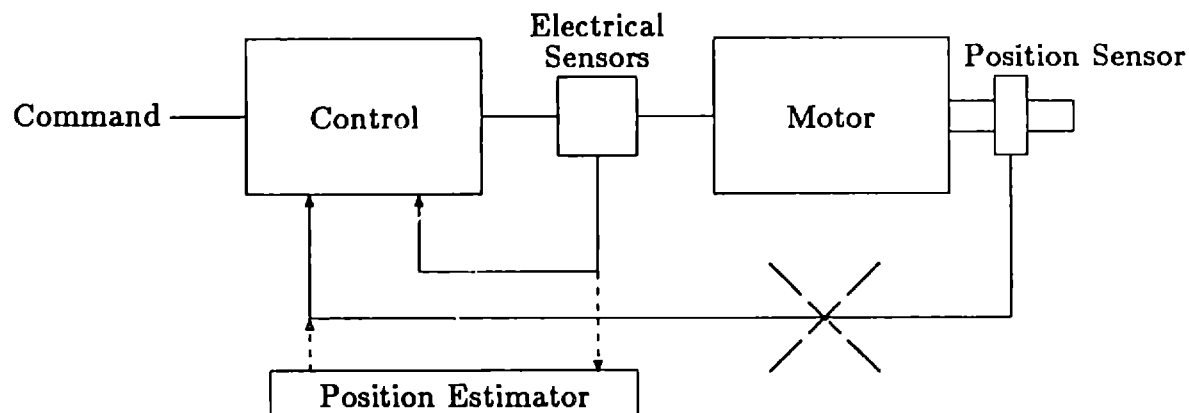 Electrical
Sensors
Position Sensor
Command
Control
Motor
Position Estimator